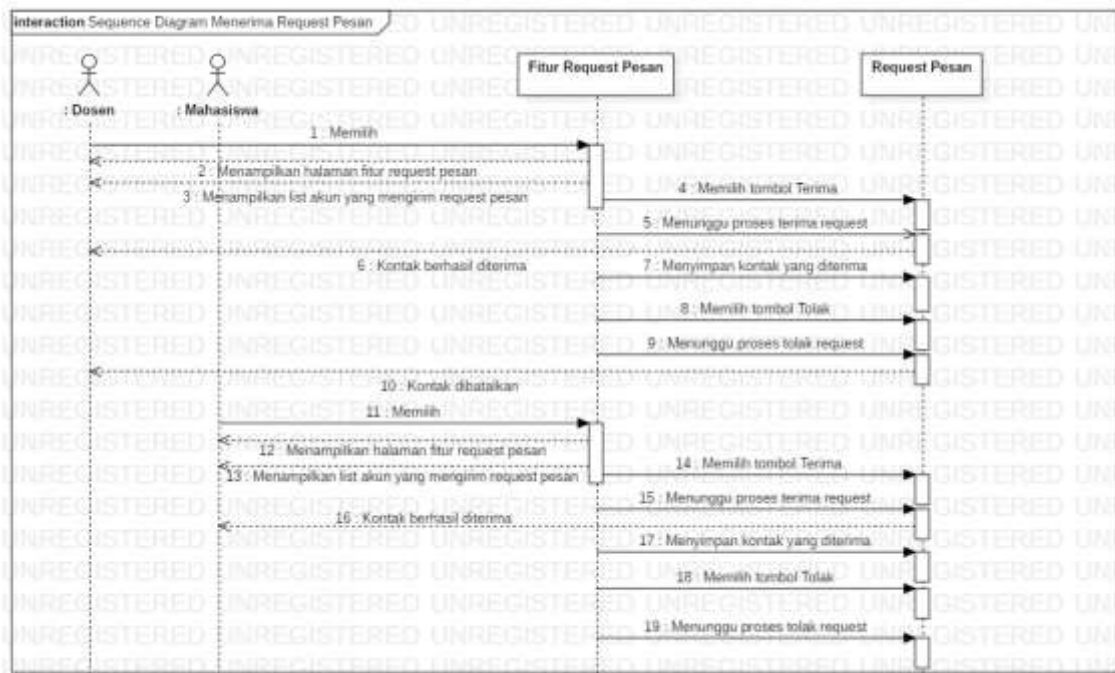 interaction Sequence Diagram Menerima Request Pesan
: Dosen
: Mahasiswa
Fitur Request Pesan
Request Pesan
1 : Memilih
2 : Menampilkan halaman fitur request pesan
3 : Menampilkan list akun yang mengirim request pesan
4 : Memilih tombol Terima
5 : Menunggu proses terima request
6 : Kontak berhasil diterima
7 : Menyimpan kontak yang diterima
8 : Memilih tombol Tolak
9 : Menunggu proses tolak request
10 : Kontak dibatalkan
11 : Memilih
12 : Menampilkan halaman fitur request pesan
13 : Menampilkan list akun yang mengirim request pesan
14 : Memilih tombol Terima
15 : Menunggu proses terima request
16 : Kontak berhasil diterima
17 : Menyimpan kontak yang diterima
18 : Memilih tombol Tolak
19 : Menunggu proses tolak request
UNREGISTERED